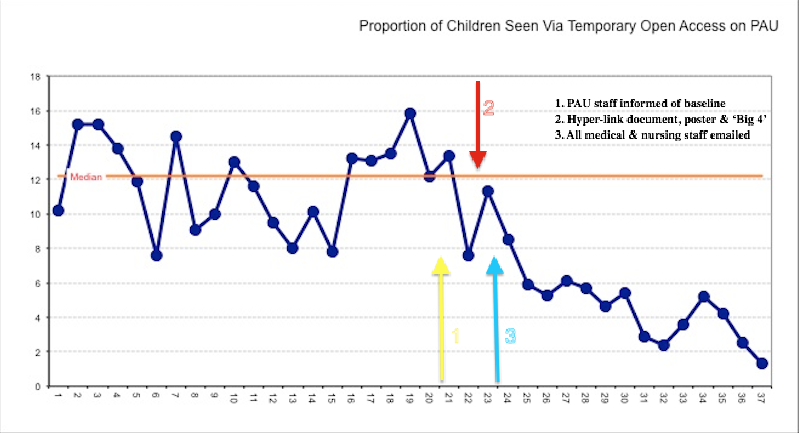 Proportion of Children Seen Via Temporary Open Access on PAU
18
16
14
12
10
8
6
4
2
0
Median
2
1
3
1. PAU staff informed of baseline
2. Hyper-link document, poster & ‘Big 4’
3. All medical & nursing staff emailed
1 2 3 4 5 6 7 8 9 10 11 12 13 14 15 16 17 18 19 20 21 22 23 24 25 26 27 28 29 30 31 32 33 34 35 36 37